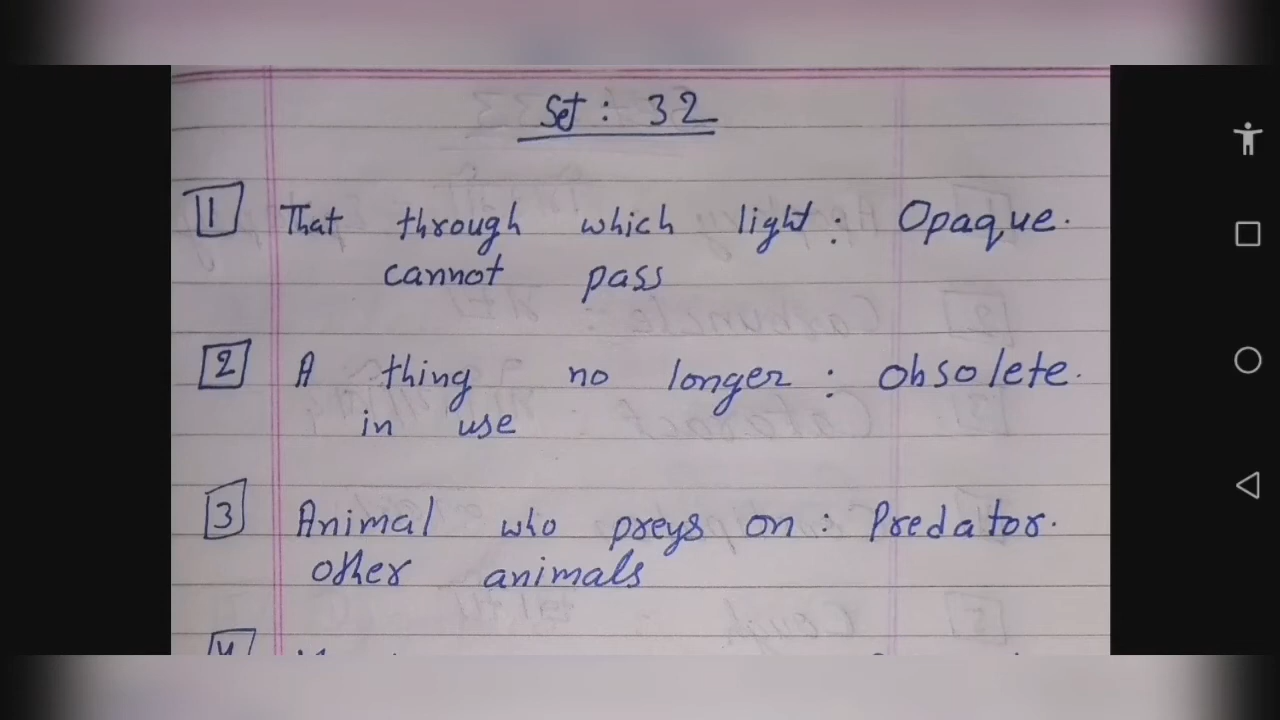 Set : 32
1 That through which light : Opaque.
cannot pass
2 A thing no longer : Obsolete.
in use
3 Animal who preys on : Predator.
other animals
4